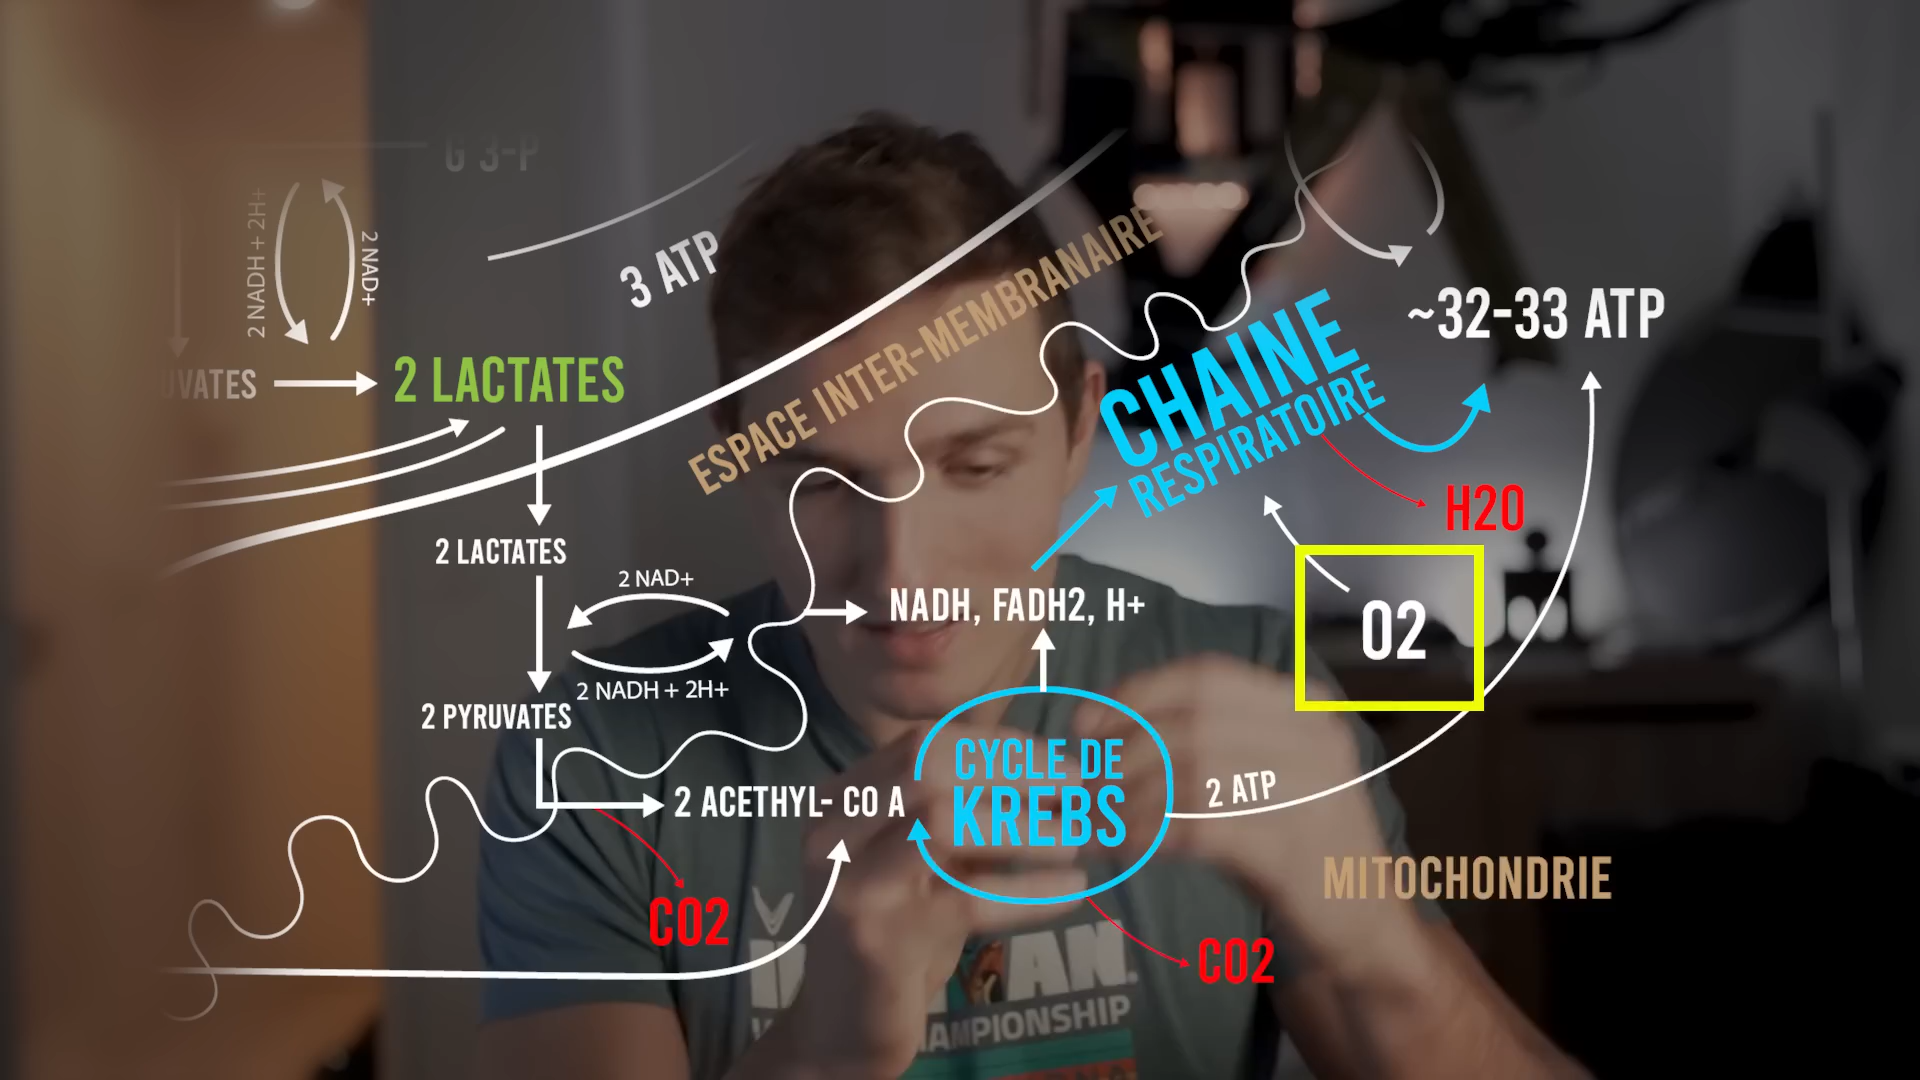 G 3-P
2 NADH + 2H+
2 NAD+
3 ATP
ESPACE INTER-MEMBRANAIRE
~32-33 ATP
2 LACTATES
CHAINE
RESPIRATOIRE
H2O
2 LACTATES
2 NAD+
NADH, FADH2, H+
O2
2 NADH + 2H+
2 PYRUVATES
CYCLE DE
KREBS
2 ACETHYL- CO A
2 ATP
MITOCHONDRIE
CO2
CO2